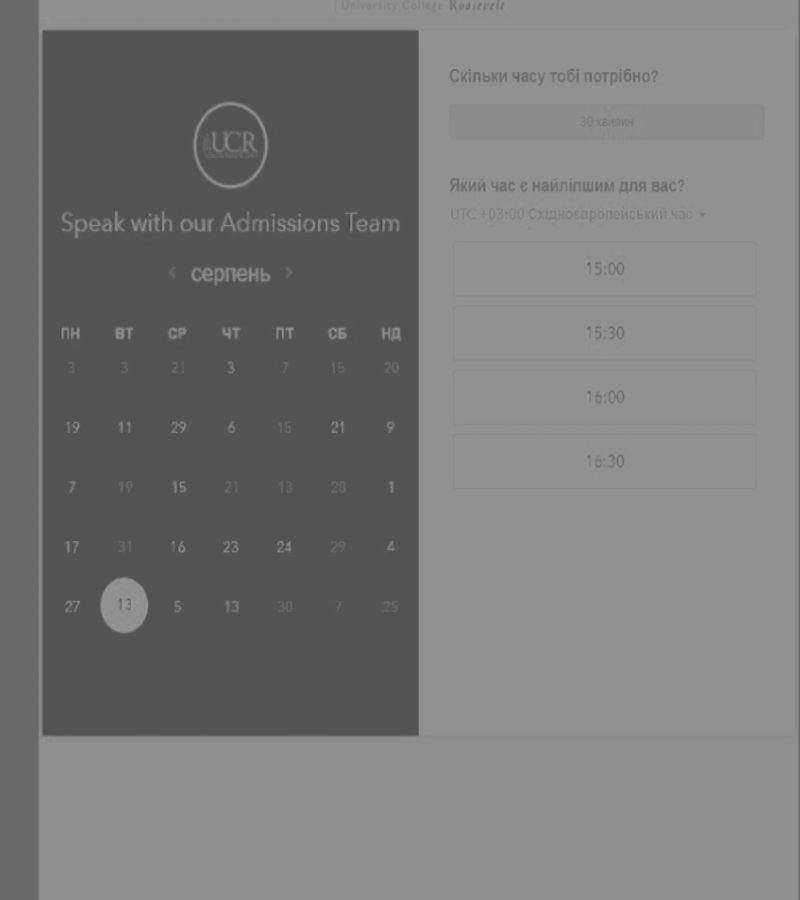 University College Roosevelt
UCR
Speak with our Admissions Team
серпень
ПН ВТ СР ЧТ ПТ СБ НД
3 3 21 3 7 15 20
19 11 29 6 15 21 9
7 19 15 21 13 28 1
17 31 16 23 24 29 4
27 13 5 13 30 7 25
Скільки часу тобі потрібно?
30 хвилин
Який час є найліпшим для вас?
UTC +03:00 Східноєвропейський час
15:00
15:30
16:00
16:30